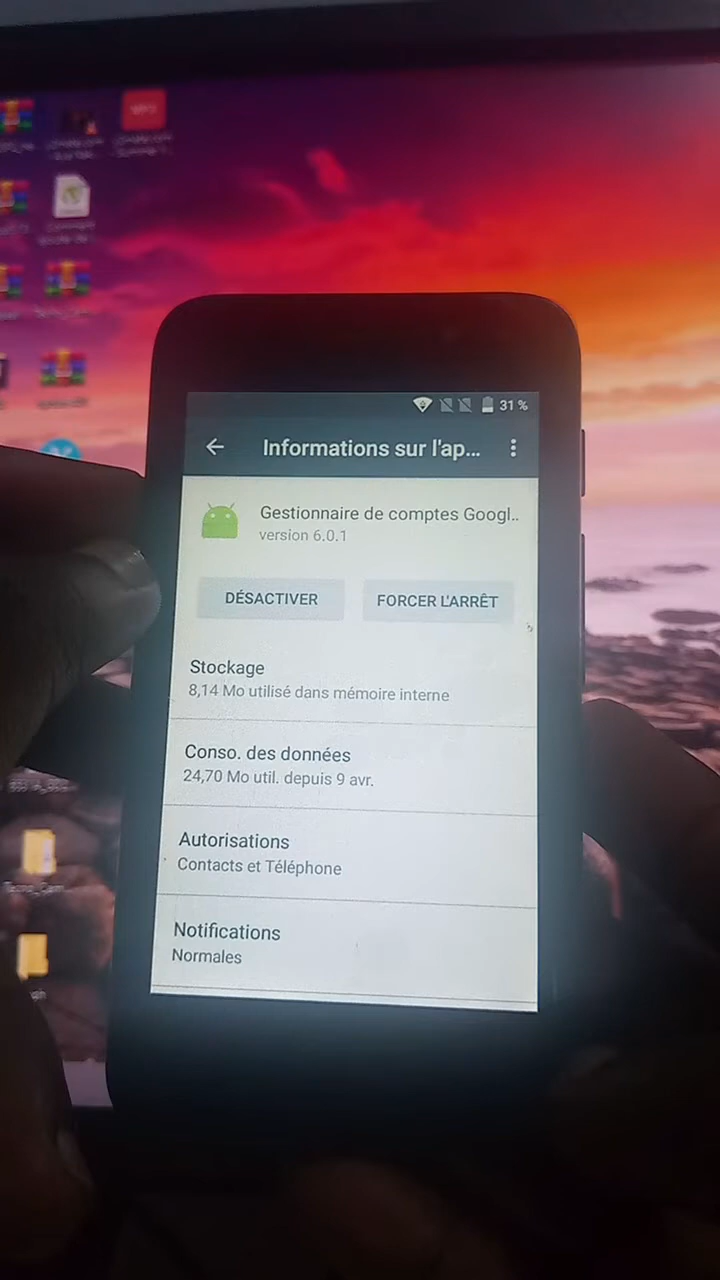 31 %
Informations sur l'ap...
Gestionnaire de comptes Googl..
version 6.0.1
DÉSACTIVER
FORCER L'ARRÊT
Stockage
8,14 Mo utilisé dans mémoire interne
Conso. des données
24,70 Mo util. depuis 9 avr.
Autorisations
Contacts et Téléphone
Notifications
Normales